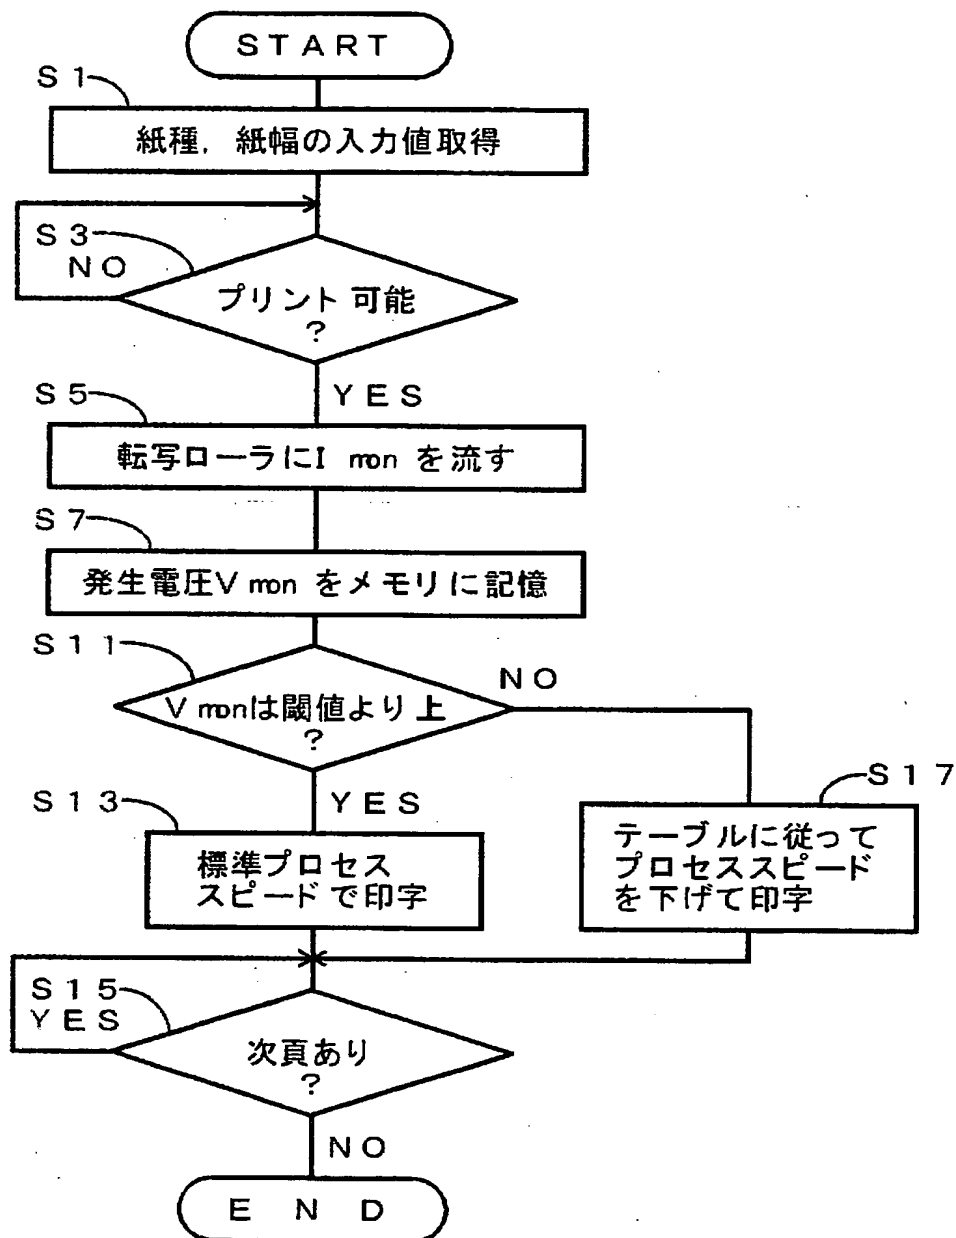 START
S1
紙種，紙幅の入力値取得
S3
NO
プリント可能
？
YES
S5
転写ローラにI mon を流す
S7
発生電圧V mon をメモリに記憶
S11
V monは閾値より上
？
NO
YES
S13
標準プロセス
スピードで印字
S17
テーブルに従って
プロセススピード
を下げて印字
S15
YES
次頁あり
？
NO
END